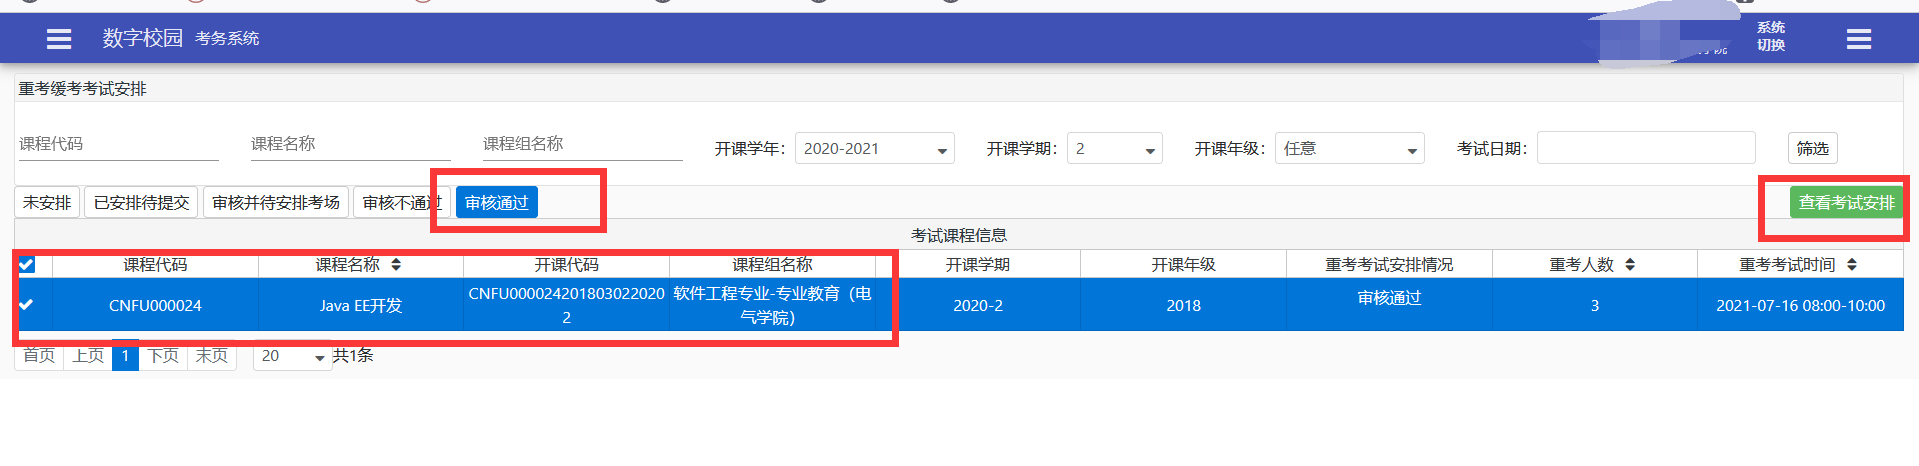 数字校园 考务系统
系统
切换
重考缓考考试安排
课程代码 课程名称 课程组名称 开课学年: 2020-2021 开课学期: 2 开课年级: 任意 考试日期: 筛选
未安排 已安排待提交 审核并待安排考场 审核不通过 审核通过 查看考试安排
考试课程信息
课程代码 课程名称 开课代码 课程组名称 开课学期 开课年级 重考考试安排情况 重考人数 重考考试时间
CNFU000024 Java EE开发 CNFU000024201803022020 软件工程专业-专业教育（电 2020-2 2018 审核通过 3 2021-07-16 08:00-10:00
2 气学院）
首页 上页 1 下页 末页 20 共1条